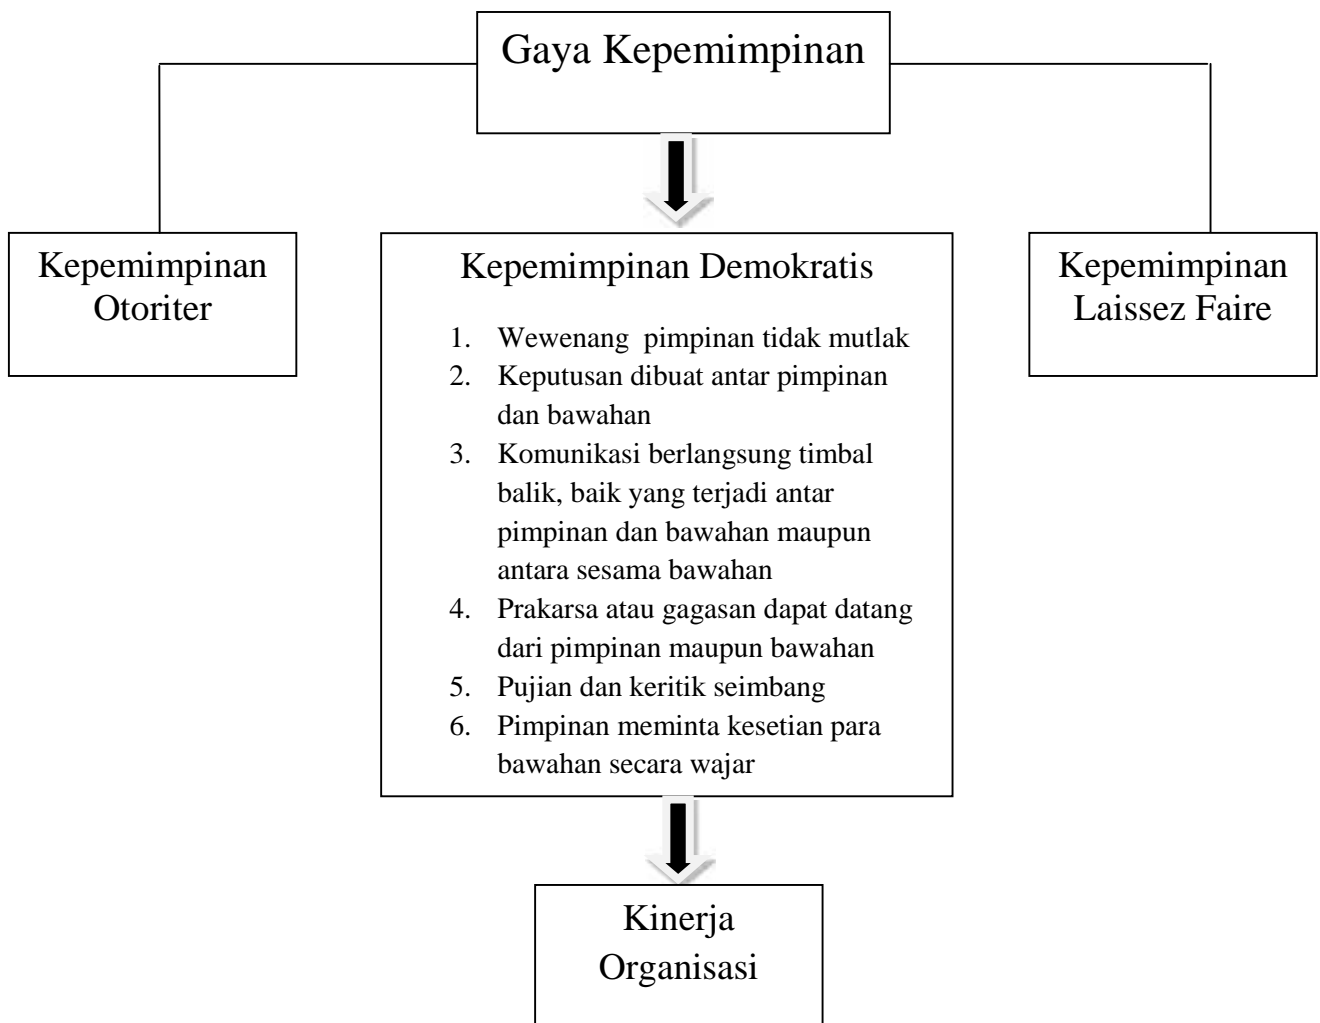 Gaya Kepemimpinan
Kepemimpinan
Otoriter
Kepemimpinan Demokratis
1. Wewenang pimpinan tidak mutlak
2. Keputusan dibuat antar pimpinan
dan bawahan
3. Komunikasi berlangsung timbal
balik, baik yang terjadi antar
pimpinan dan bawahan maupun
antara sesama bawahan
4. Prakarsa atau gagasan dapat datang
dari pimpinan maupun bawahan
5. Pujian dan keritik seimbang
6. Pimpinan meminta kesetian para
bawahan secara wajar
Kepemimpinan
Laissez Faire
Kinerja
Organisasi